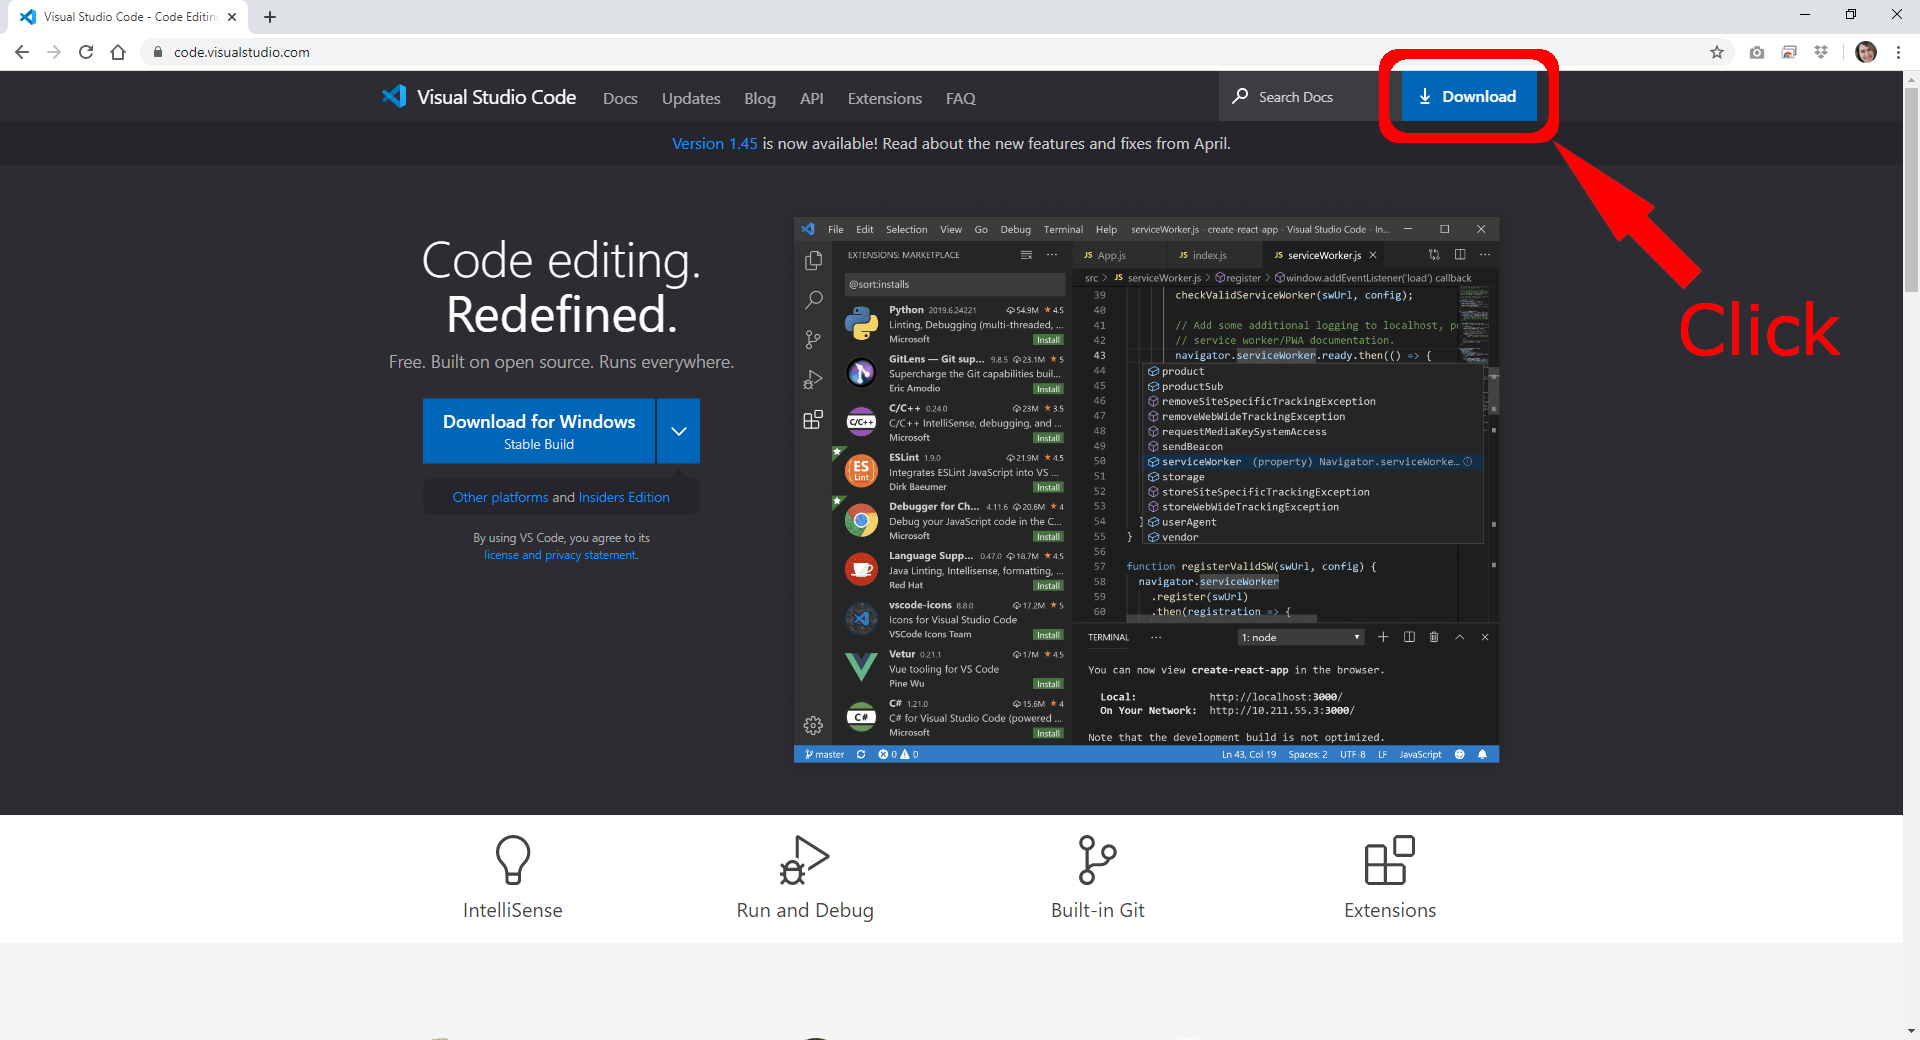 Visual Studio Code - Code Editin
code.visualstudio.com
Visual Studio Code
Docs
Updates
Blog
API
Extensions
FAQ
Search Docs
Download
Version 1.45 is now available! Read about the new features and fixes from April.
Click
Code editing.
Redefined.
Free. Built on open source. Runs everywhere.
Download for Windows
Stable Build
Other platforms and Insiders Edition
By using VS Code, you agree to its
license and privacy statement.
File Edit Selection View Go Debug Terminal Help serviceWorker.js - create-react-app - Visual Studio Code - In...
EXTENSIONS: MARKETPLACE
@sort:installs
Python 2019.6.24221 54.9M ★ 4.5
Linting, Debugging (multi-threaded, ...
Microsoft Install
GitLens — Git sup... 9.8.5 23.1M ★ 5
Supercharge the Git capabilities buil...
Eric Amodio Install
C/C++ 0.24.0 23M ★ 3.5
C/C++
C/C++ IntelliSense, debugging, and ...
Microsoft Install
ESLint 1.9.0 21.9M ★ 4.5
ES
Lint
Integrates ESLint JavaScript into VS ...
Dirk Baeumer Install
Debugger for Ch... 4.11.6 20.6M ★ 4
Debug your JavaScript code in the C...
Microsoft Install
Language Supp... 0.47.0 18.7M ★ 4.5
Java Linting, Intellisense, formatting, ...
Red Hat Install
vscode-icons 8.8.0 17.2M ★ 5
Icons for Visual Studio Code
VSCode Icons Team Install
Vetur 0.21.1 17M ★ 4.5
Vue tooling for VS Code
Pine Wu Install
C# 1.21.0 15.6M ★ 4
C#
C# for Visual Studio Code (powered ...
Microsoft Install
JS App.js JS index.js JS serviceWorker.js
src > JS serviceWorker.js > register > window.addEventListener('load') callback
39 checkValidServiceWorker(swUrl, config);
40
41 // Add some additional logging to localhost, p
42 // service worker/PWA documentation.
43 navigator.serviceWorker.ready.then(() => {
44 product
45 productSub
46 removeSiteSpecificTrackingException
47 removeWebWideTrackingException
48 requestMediaKeySystemAccess
49 sendBeacon
50 serviceWorker (property) Navigator.serviceWorke...
51 storage
52 storeSiteSpecificTrackingException
53 storeWebWideTrackingException
54 } userAgent
55 } vendor
56
57 function registerValidSW(swUrl, config) {
58 navigator.serviceWorker
59 .register(swUrl)
60 .then(registration => {
TERMINAL ... 1: node
You can now view create-react-app in the browser.
Local: http://localhost:3000/
On Your Network: http://10.211.55.3:3000/
Note that the development build is not optimized.
master 0 0 Ln 43, Col 19 Spaces: 2 UTF-8 LF JavaScript
IntelliSense
Run and Debug
Built-in Git
Extensions